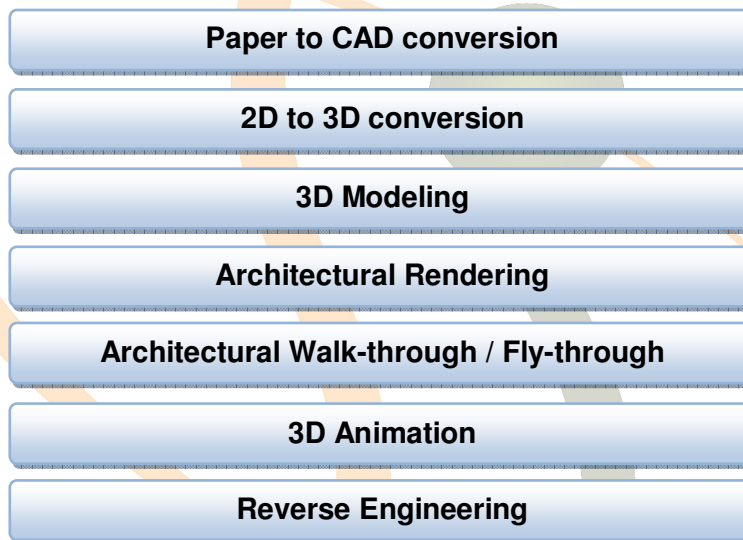 Paper to CAD conversion
2D to 3D conversion
3D Modeling
Architectural Rendering
Architectural Walk-through / Fly-through
3D Animation
Reverse Engineering